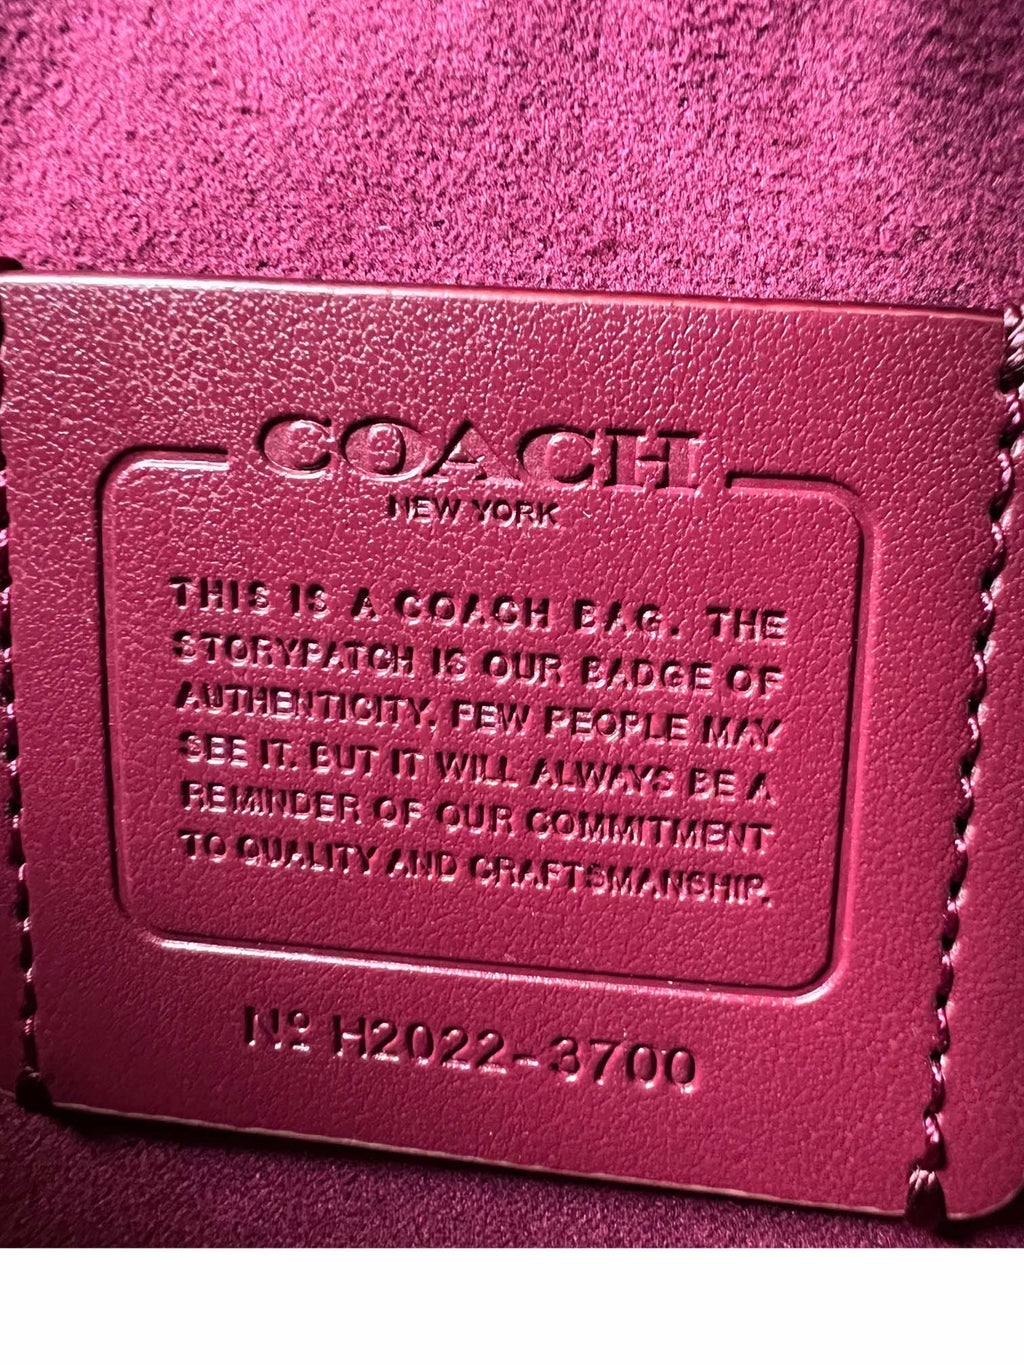 COACH
NEW YORK
THIS IS A COACH BAG. THE
STORYPATCH IS OUR BADGE OF
AUTHENTICITY. FEW PEOPLE MAY
SEE IT. BUT IT WILL ALWAYS BE A
REMINDER OF OUR COMMITMENT
TO QUALITY AND CRAFTSMANSHIP.
Nº H2022-3700